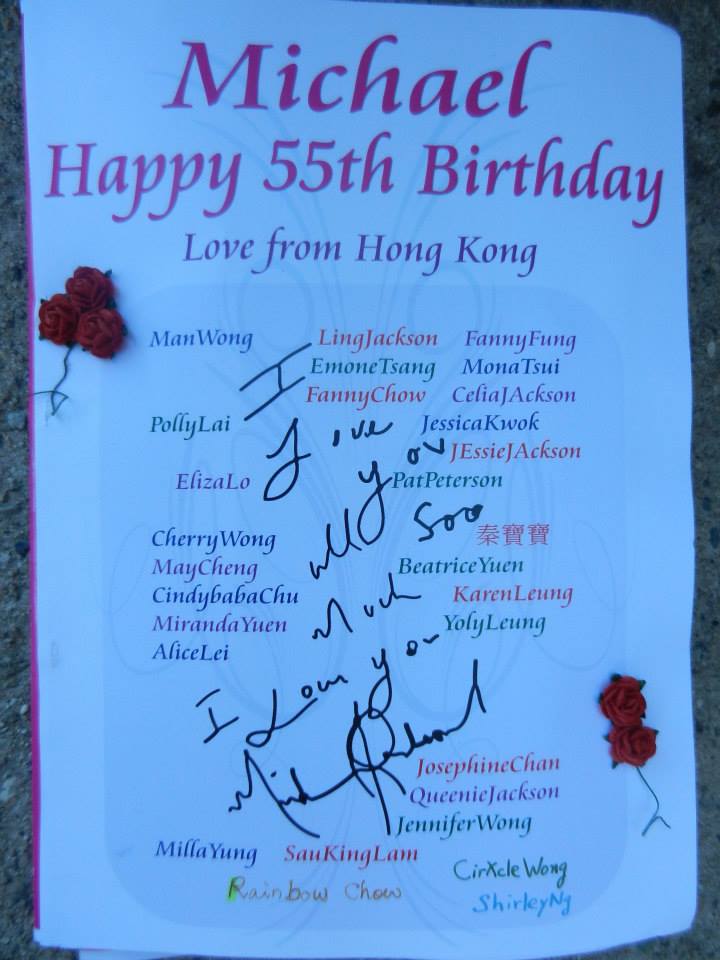 Michael
Happy 55th Birthday
Love from Hong Kong
ManWong LingJackson FannyFung
EmoneTsang MonaTsui
I
FannyChow CeliaJAckson
PollyLai Love JessicaKwok
you JEssieJAckson
ElizaLo PatPeterson
all Soo
CherryWong 秦寶寶
MayCheng BeatriceYuen
CindybabaChu Much KarenLeung
MirandaYuen YolyLeung
AliceLei
I Love you
JosephineChan
QueenieJackson
JenniferWong
MillaYung SauKingLam
Rainbow Chow CirXcle Wong
ShirleyNg